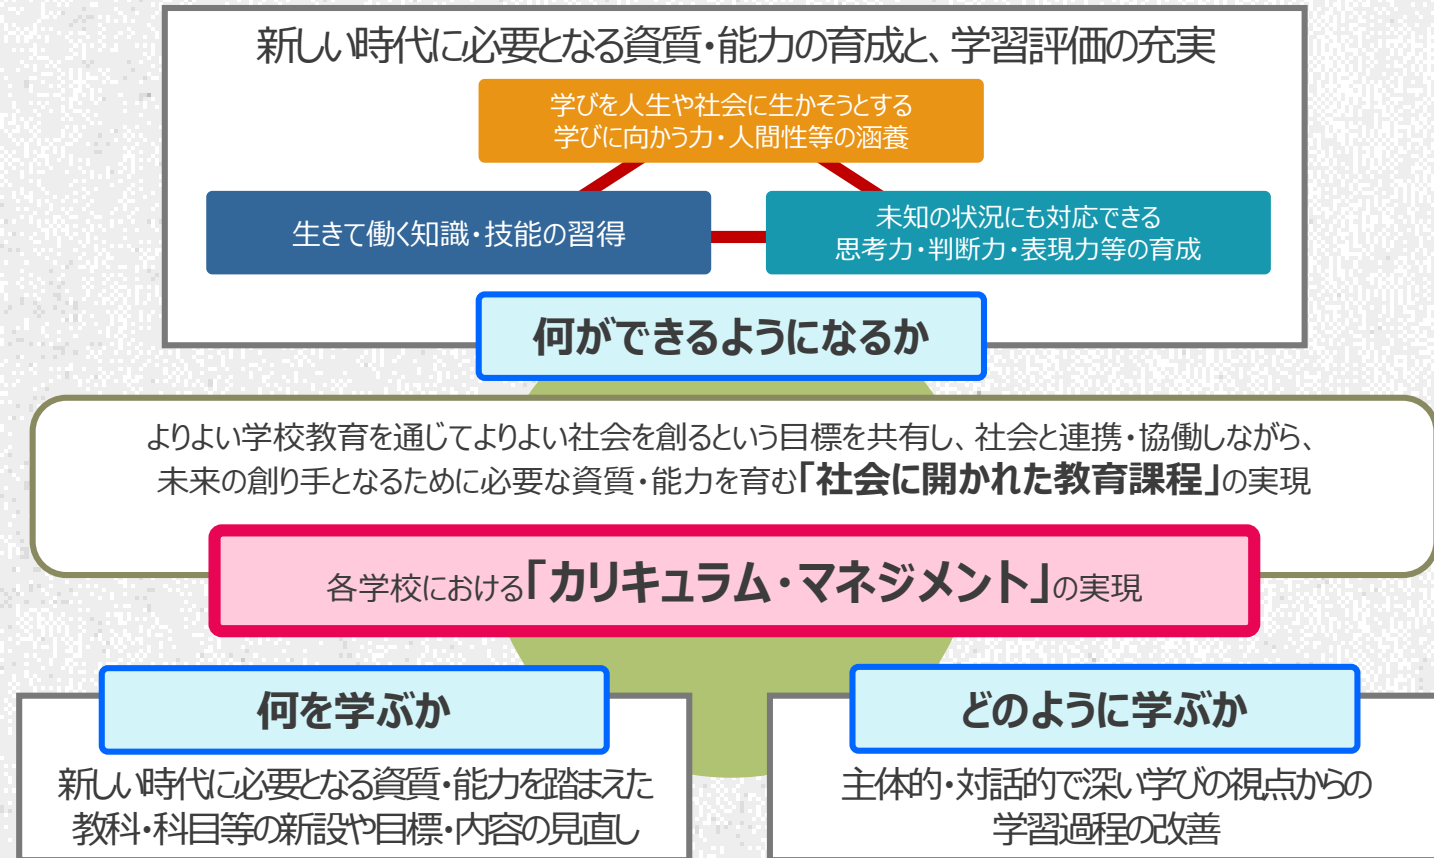 新しい時代に必要となる資質・能力の育成と、学習評価の充実
学びを人生や社会に生かそうとする
学びに向かう力・人間性等の涵養
生きて働く知識・技能の習得
未知の状況にも対応できる
思考力・判断力・表現力等の育成
何ができるようになるか
よりよい学校教育を通じてよりよい社会を創るという目標を共有し、社会と連携・協働しながら、
未来の創り手となるために必要な資質・能力を育む「社会に開かれた教育課程」の実現
各学校における「カリキュラム・マネジメント」の実現
何を学ぶか
新しい時代に必要となる資質・能力を踏まえた
教科・科目等の新設や目標・内容の見直し
どのように学ぶか
主体的・対話的で深い学びの視点からの
学習過程の改善